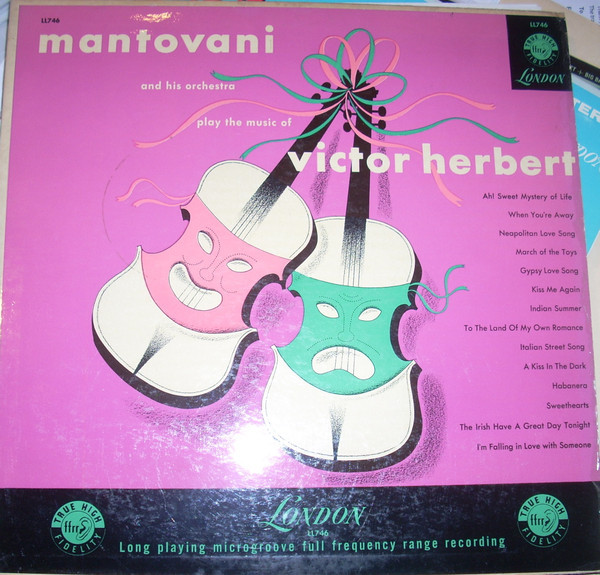 LL746
LL746
mantovani
TRUE HIGH
ffrr
FIDELITY
LONDON
and his orchestra
play the music of
victor herbert
Ah! Sweet Mystery of Life
When You're Away
Neapolitan Love Song
March of the Toys
Gypsy Love Song
Kiss Me Again
Indian Summer
To The Land Of My Own Romance
Italian Street Song
A Kiss In The Dark
Habanera
Sweethearts
The Irish Have A Great Day Tonight
I'm Falling in Love with Someone
TRUE HIGH
ffrr
FIDELITY
LONDON
LL746
TRUE HIGH
ffrr
FIDELITY
Long playing microgroove full frequency range recording